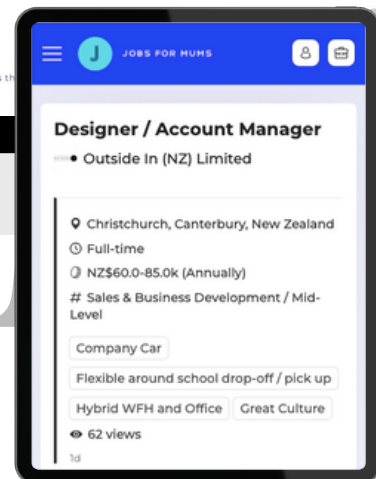 s th
J JOBS FOR MUMS
Designer / Account Manager
Outside In (NZ) Limited
Christchurch, Canterbury, New Zealand
Full-time
NZ$60.0-85.0k (Annually)
# Sales & Business Development / Mid-
Level
Company Car
Flexible around school drop-off / pick up
Hybrid WFH and Office Great Culture
62 views
1d